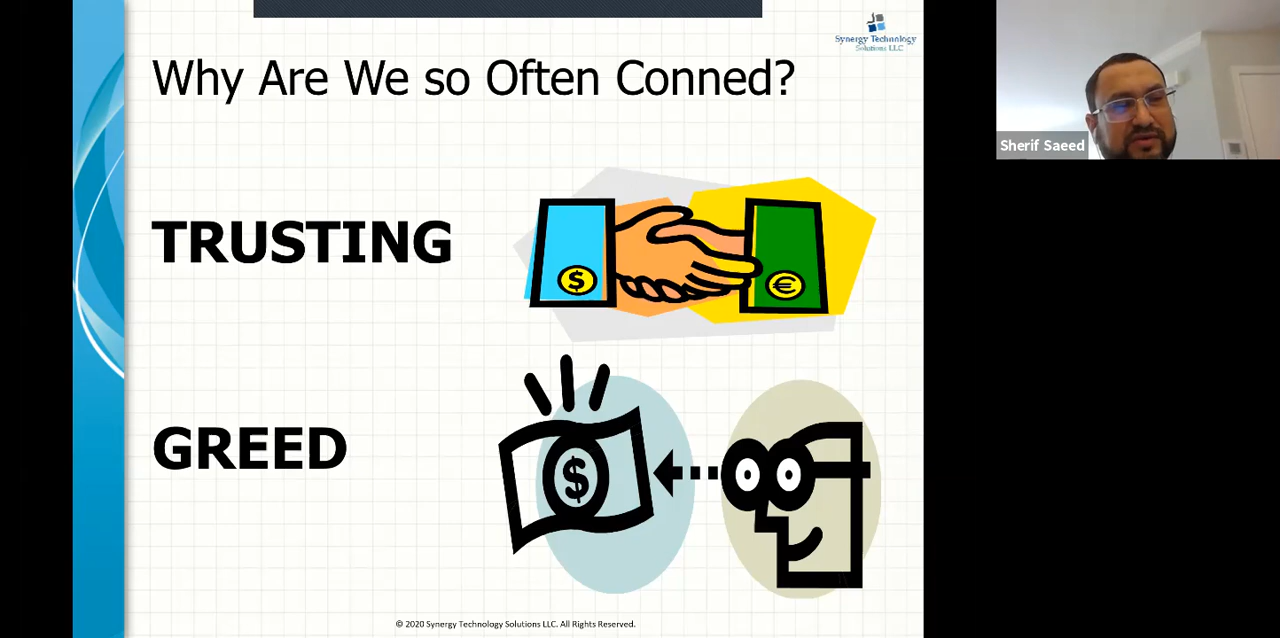 Synergy Technology
Solutions LLC
Why Are We so Often Conned?
Sherif Saeed
TRUSTING
$
€
GREED
$
© 2020 Synergy Technology Solutions LLC. All Rights Reserved.